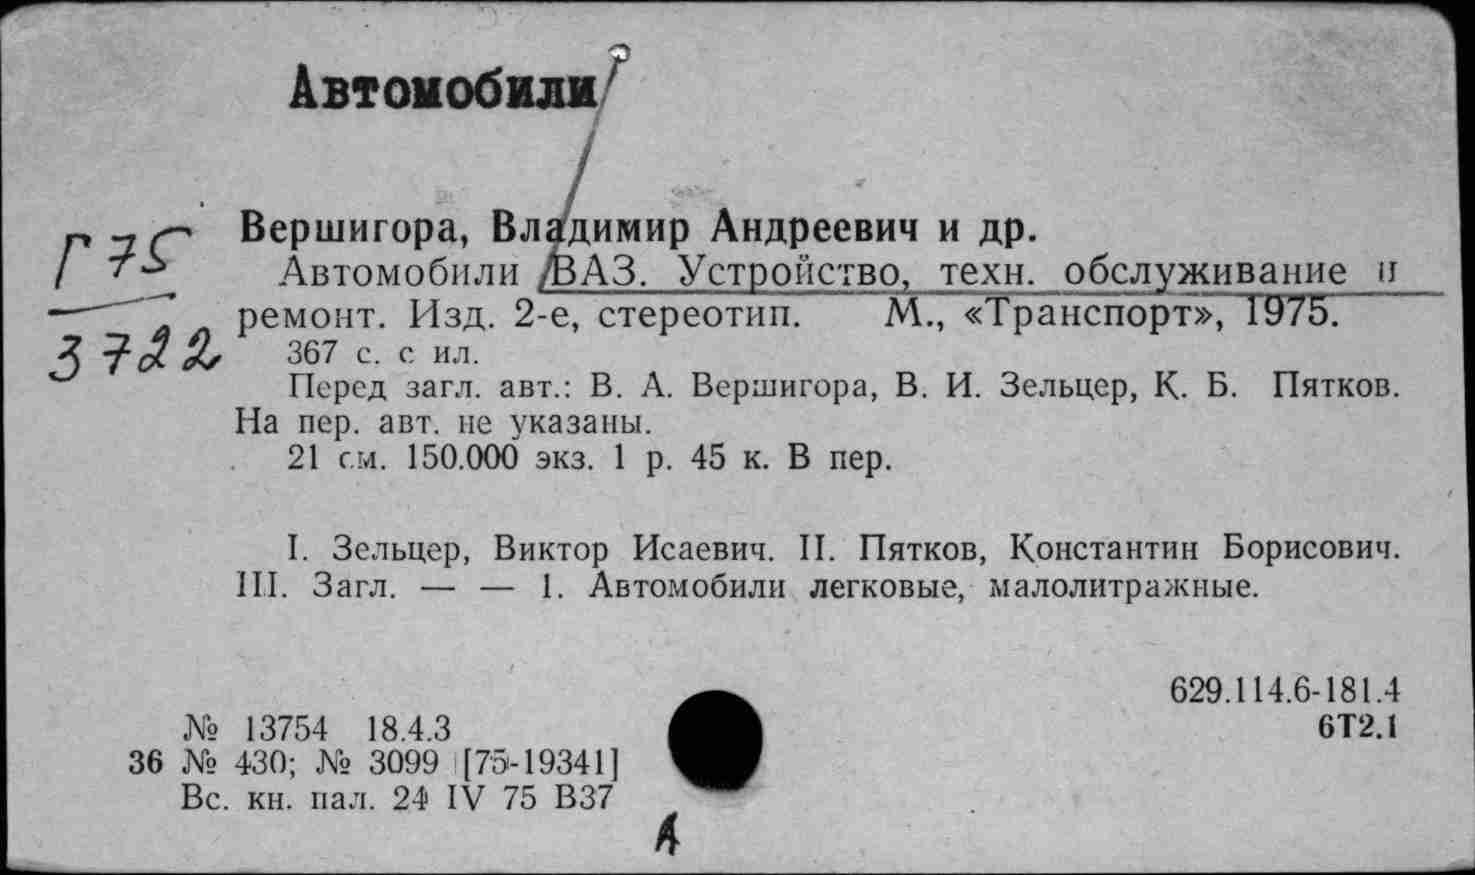 Автомобили
Вершигора, Владимир Андреевич и др.
Г 75
Автомобили ВАЗ. Устройство, техн. обслуживание и
ремонт. Изд. 2-е, стереотип. М., «Транспорт», 1975.
3722
367 с. с ил.
Перед загл. авт.: В. А. Вершигора, В. И. Зельцер, К. Б. Пятков.
На пер. авт. не указаны.
21 см. 150.000 экз. 1 р. 45 к. В пер.
I. Зельцер, Виктор Исаевич. II. Пятков, Константин Борисович.
III. Загл. — — 1. Автомобили легковые, малолитражные.
629.114.6-181.4
№ 13754 18.4.3
6Т2.1
36 № 430; № 3099 [75-19341]
Вс. кн. пал. 24 IV 75 В37
А